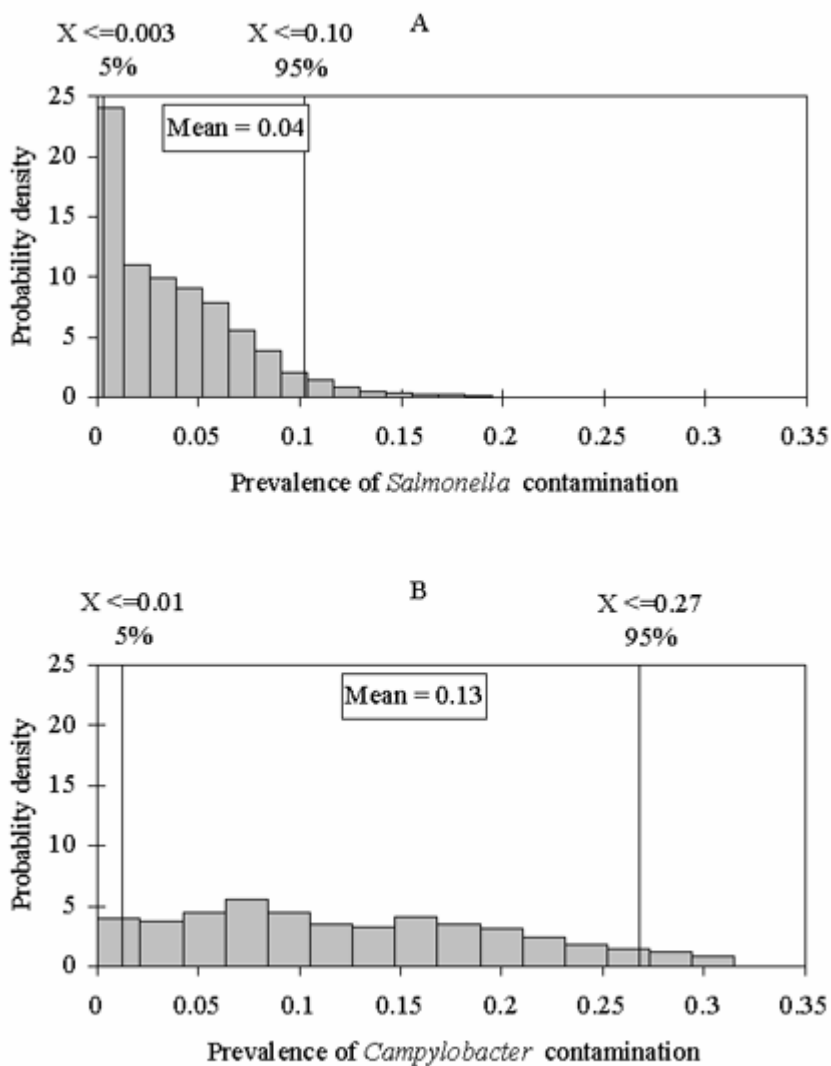 A
X <=0.003 X <=0.10
5% 95%
25
Mean = 0.04
20
15
10
5
0
Probability density
0 0.05 0.1 0.15 0.2 0.25 0.3 0.35
Prevalence of Salmonella contamination
B
X <=0.01 X <=0.27
5% 95%
25
Mean = 0.13
20
15
10
5
0
Probablity density
0 0.05 0.1 0.15 0.2 0.25 0.3 0.35
Prevalence of Campylobacter contamination